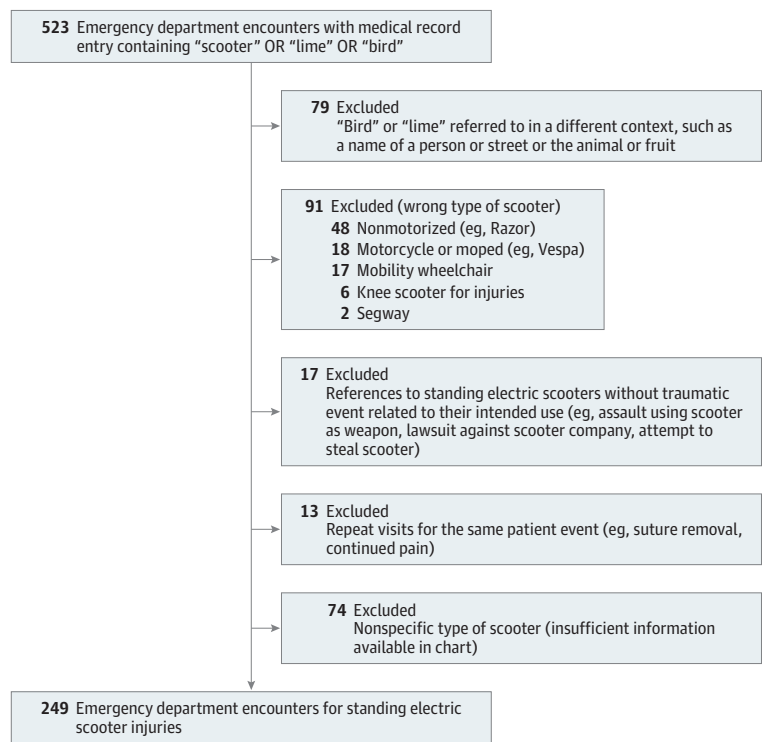 523 Emergency department encounters with medical record
entry containing “scooter” OR “lime” OR “bird”
79 Excluded
“Bird” or “lime” referred to in a different context, such as
a name of a person or street or the animal or fruit
91 Excluded (wrong type of scooter)
48 Nonmotorized (eg, Razor)
18 Motorcycle or moped (eg, Vespa)
17 Mobility wheelchair
6 Knee scooter for injuries
2 Segway
17 Excluded
References to standing electric scooters without traumatic
event related to their intended use (eg, assault using scooter
as weapon, lawsuit against scooter company, attempt to
steal scooter)
13 Excluded
Repeat visits for the same patient event (eg, suture removal,
continued pain)
74 Excluded
Nonspecific type of scooter (insufficient information
available in chart)
249 Emergency department encounters for standing electric
scooter injuries